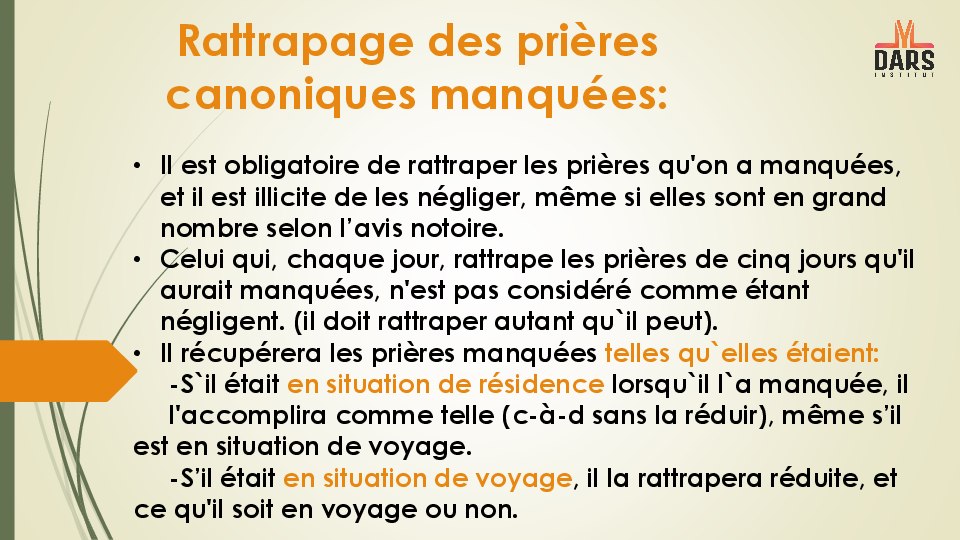 Rattrapage des prières
canoniques manquées:
DARS
INSTITUT
• Il est obligatoire de rattraper les prières qu'on a manquées,
et il est illicite de les négliger, même si elles sont en grand
nombre selon l’avis notoire.
• Celui qui, chaque jour, rattrape les prières de cinq jours qu'il
aurait manquées, n'est pas considéré comme étant
négligent. (il doit rattraper autant qu`il peut).
• Il récupérera les prières manquées telles qu`elles étaient:
-S`il était en situation de résidence lorsqu`il l`a manquée, il
l'accomplira comme telle (c-à-d sans la réduir), même s’il
est en situation de voyage.
-S’il était en situation de voyage, il la rattrapera réduite, et
ce qu'il soit en voyage ou non.